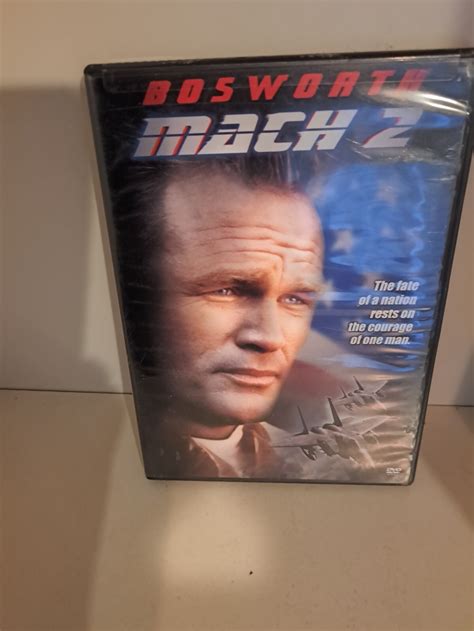 BOSWORTH
MACH 2
The fate
of a nation
rests on
the courage
of one man.
DVD